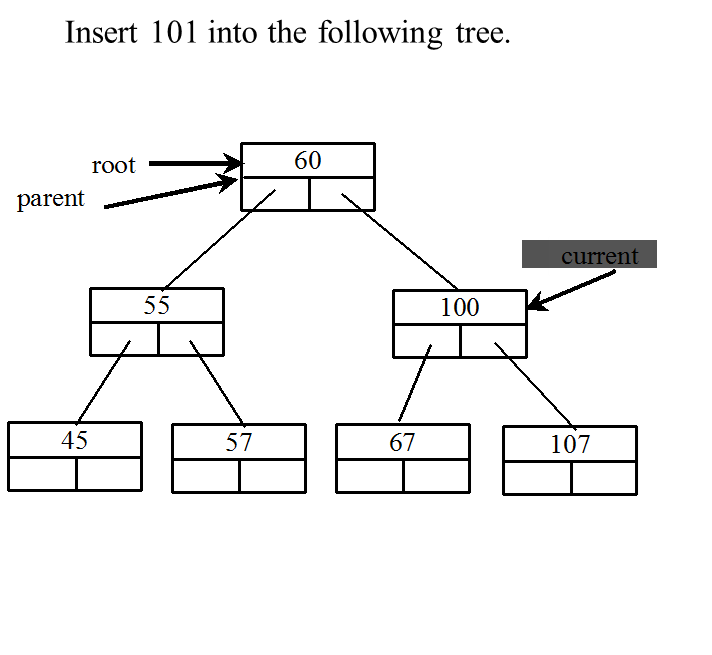 Insert 101 into the following tree.
root
60
parent
current
55
100
45
57
67
107